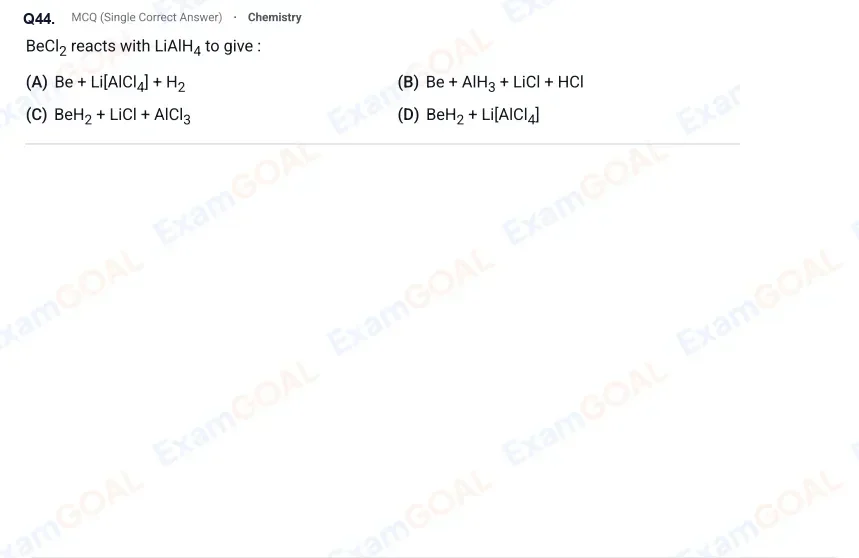 Q44. MCQ (Single Correct Answer) · Chemistry
BeCl₂ reacts with LiAlH₄ to give :
(A) Be + Li[AlCl₄] + H₂ (B) Be + AlH₃ + LiCl + HCl
(C) BeH₂ + LiCl + AlCl₃ (D) BeH₂ + Li[AlCl₄]
ExamGOAL